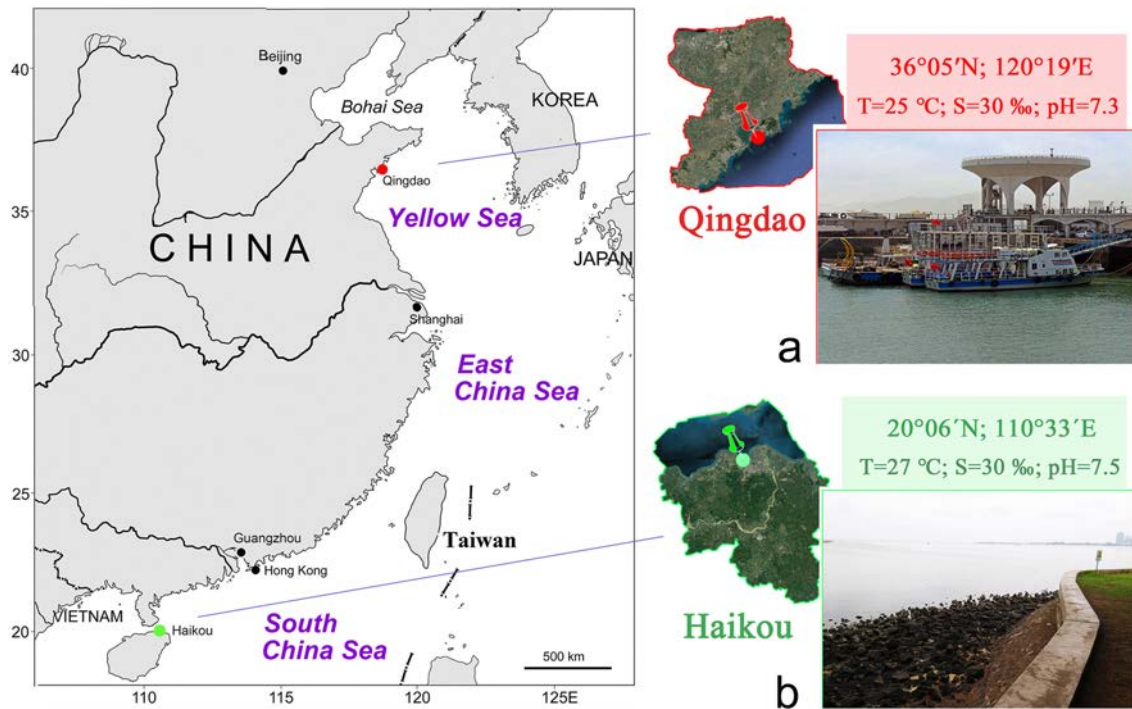 40
35
30
25
20
110
115
120
125E
Beijing
Bohai Sea
KOREA
Qingdao
Yellow Sea
CHINA
JAPAN
Shanghai
East
China Sea
Guangzhou
Hong Kong
Taiwan
VIETNAM
Haikou
South
China Sea
500 km
Qingdao
36°05′N; 120°19′E
T=25 ℃; S=30 ‰; pH=7.3
a
Haikou
20°06´N; 110°33´E
T=27 ℃; S=30 ‰; pH=7.5
b